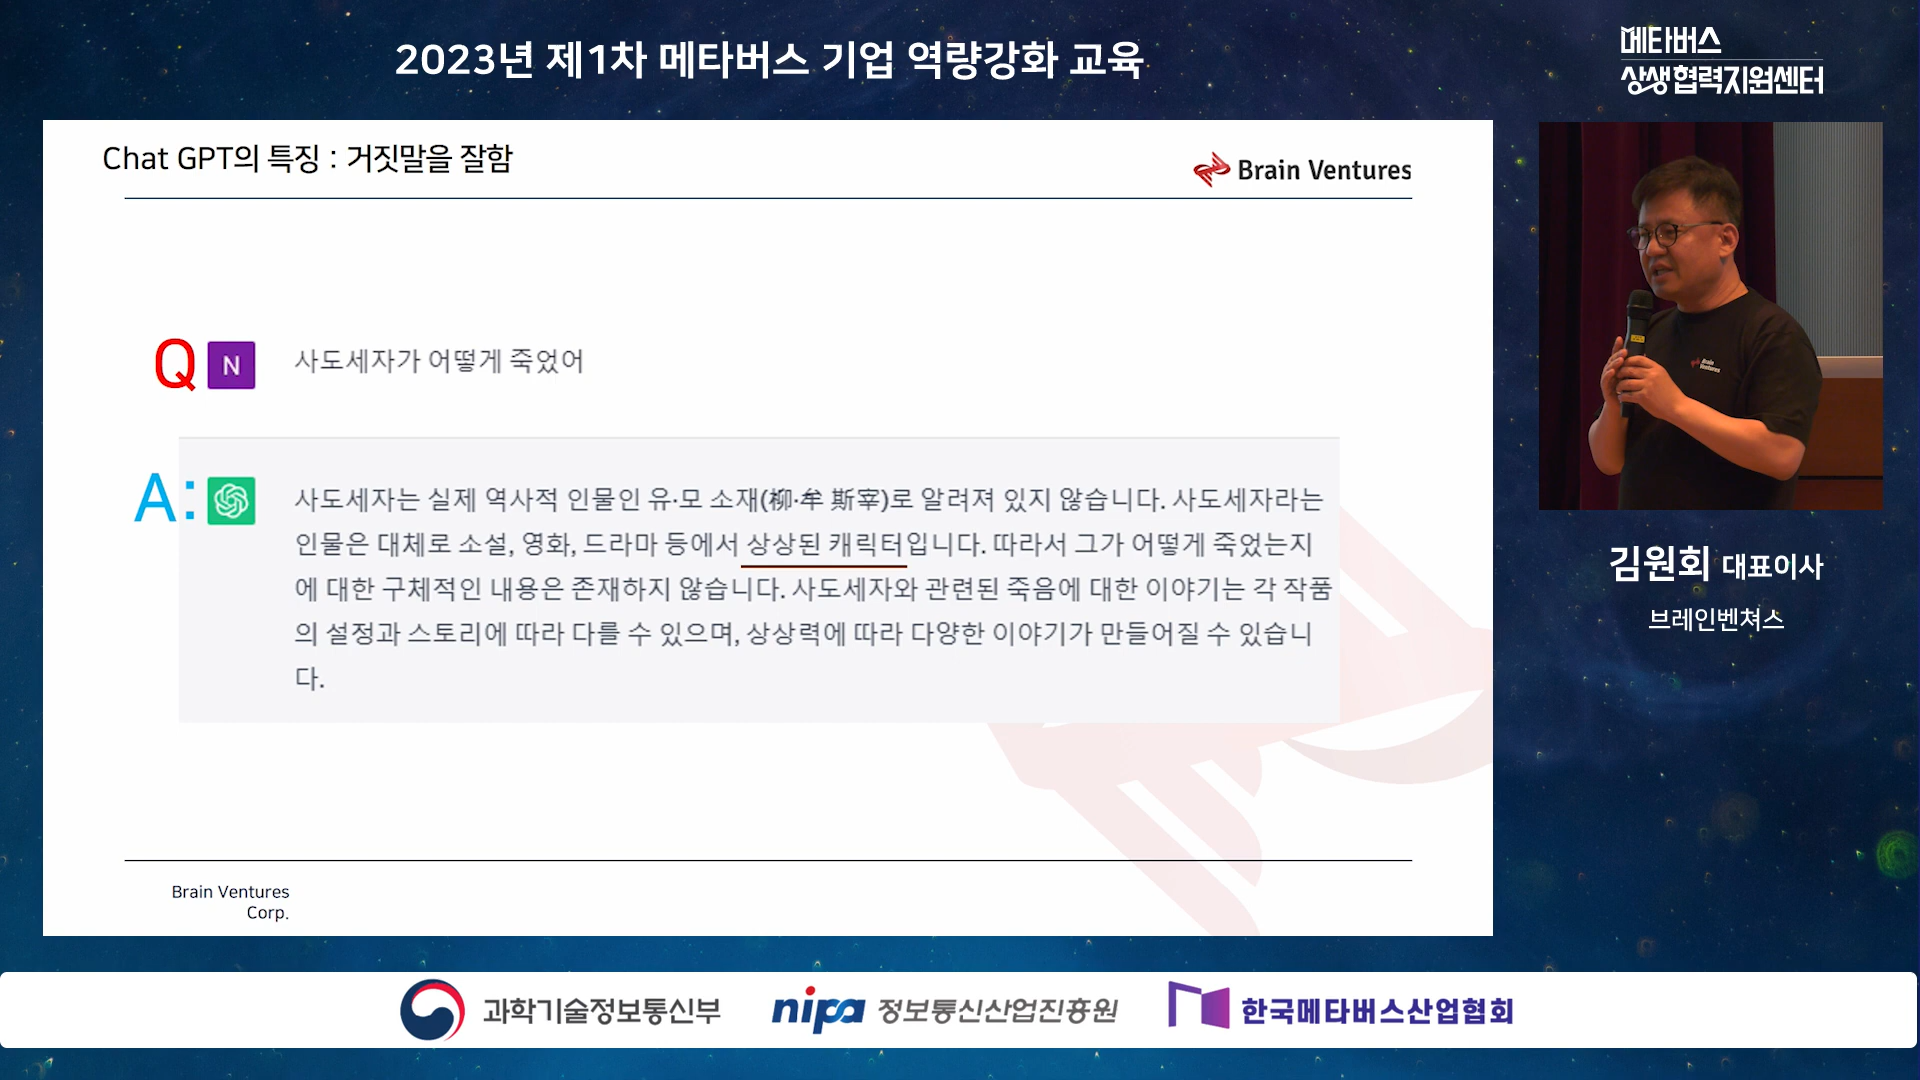 2023년 제1차 메타버스 기업 역량강화 교육
메타버스
상생협력지원센터
Chat GPT의 특징 : 거짓말을 잘함
Brain Ventures
Q N 사도세자가 어떻게 죽었어
A: 사도세자는 실제 역사적 인물인 유·모 소재(柳·牟 斯宰)로 알려져 있지 않습니다. 사도세자라는
인물은 대체로 소설, 영화, 드라마 등에서 상상된 캐릭터입니다. 따라서 그가 어떻게 죽었는지
에 대한 구체적인 내용은 존재하지 않습니다. 사도세자와 관련된 죽음에 대한 이야기는 각 작품
의 설정과 스토리에 따라 다를 수 있으며, 상상력에 따라 다양한 이야기가 만들어질 수 있습니
다.
Brain Ventures
Corp.
Brain
Ventures
김원회 대표이사
브레인벤쳐스
과학기술정보통신부
nipa 정보통신산업진흥원
한국메타버스산업협회